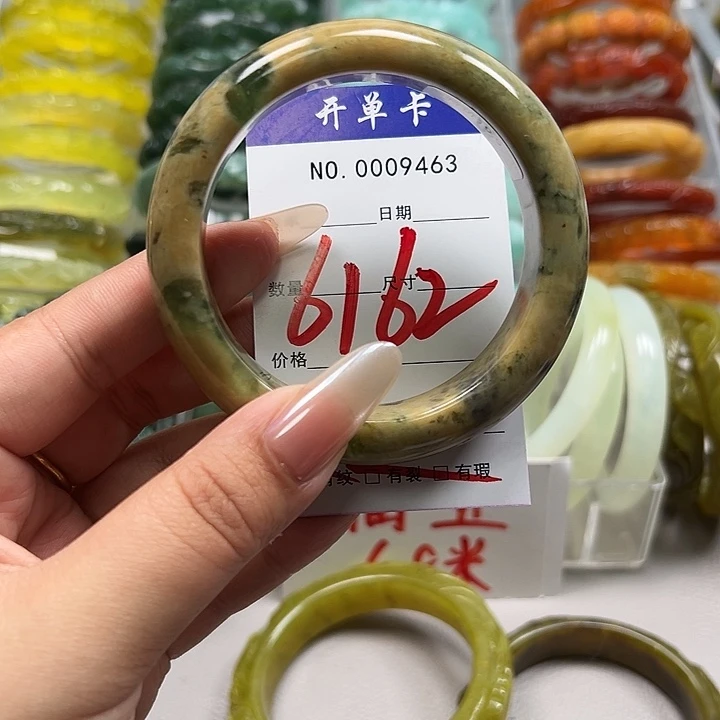 开单卡
NO. 0009463
日期
数量 尺寸
6162
价格
纹 □ 有裂 □ 有瑕